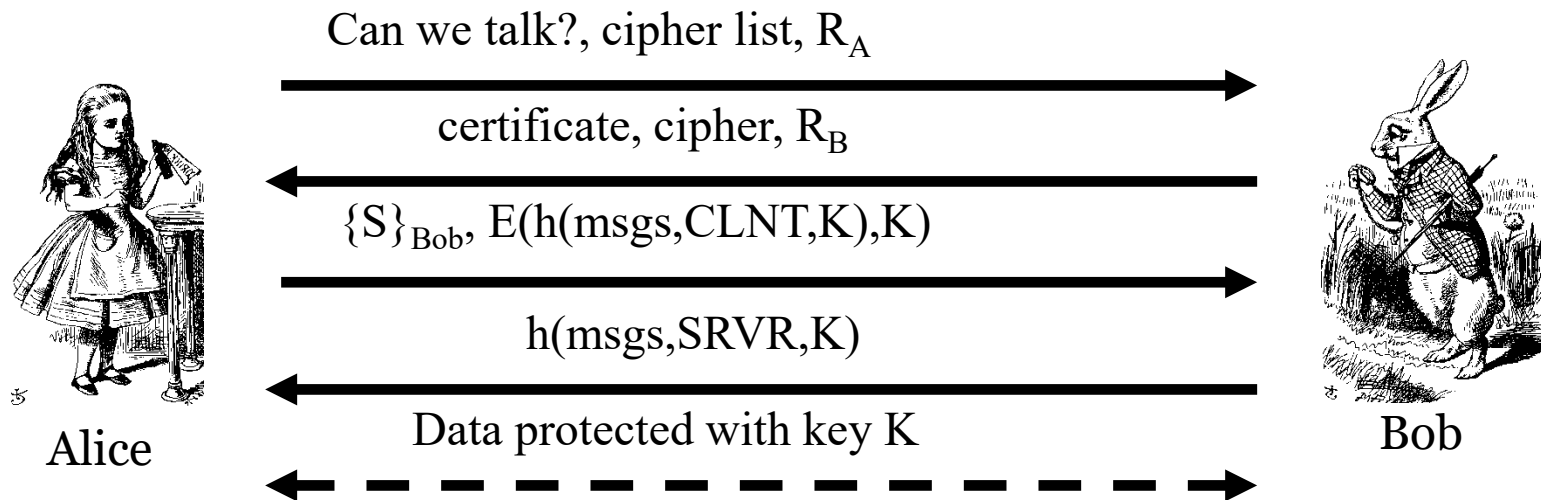 Can we talk?, cipher list, R_A
certificate, cipher, R_B
{S}_Bob, E(h(msgs,CLNT,K),K)
h(msgs,SRVR,K)
Data protected with key K
Alice
Bob